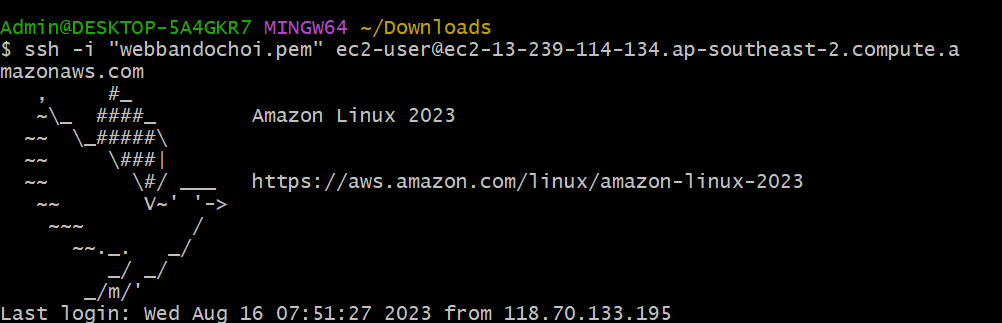 Admin@DESKTOP-5A4GKR7 MINGW64 ~/Downloads
$ ssh -i "webbandochoi.pem" ec2-user@ec2-13-239-114-134.ap-southeast-2.compute.a
mazonaws.com
   ,     #_
   ~\_  ####_        Amazon Linux 2023
  ~~  \_#####\
  ~~     \###|
  ~~       \#/ ___   https://aws.amazon.com/linux/amazon-linux-2023
   ~~       V~' '->
    ~~~         /
      ~~._.   _/
         _/ _/
       _/m/'
Last login: Wed Aug 16 07:51:27 2023 from 118.70.133.195